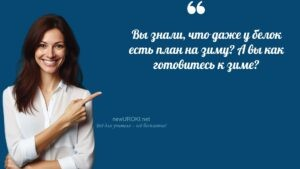 “
Вы знали, что даже у белок
есть план на зиму? А вы как
готовитесь к зиме?
newUROKI.net
Всё для учителя – всё бесплатно!